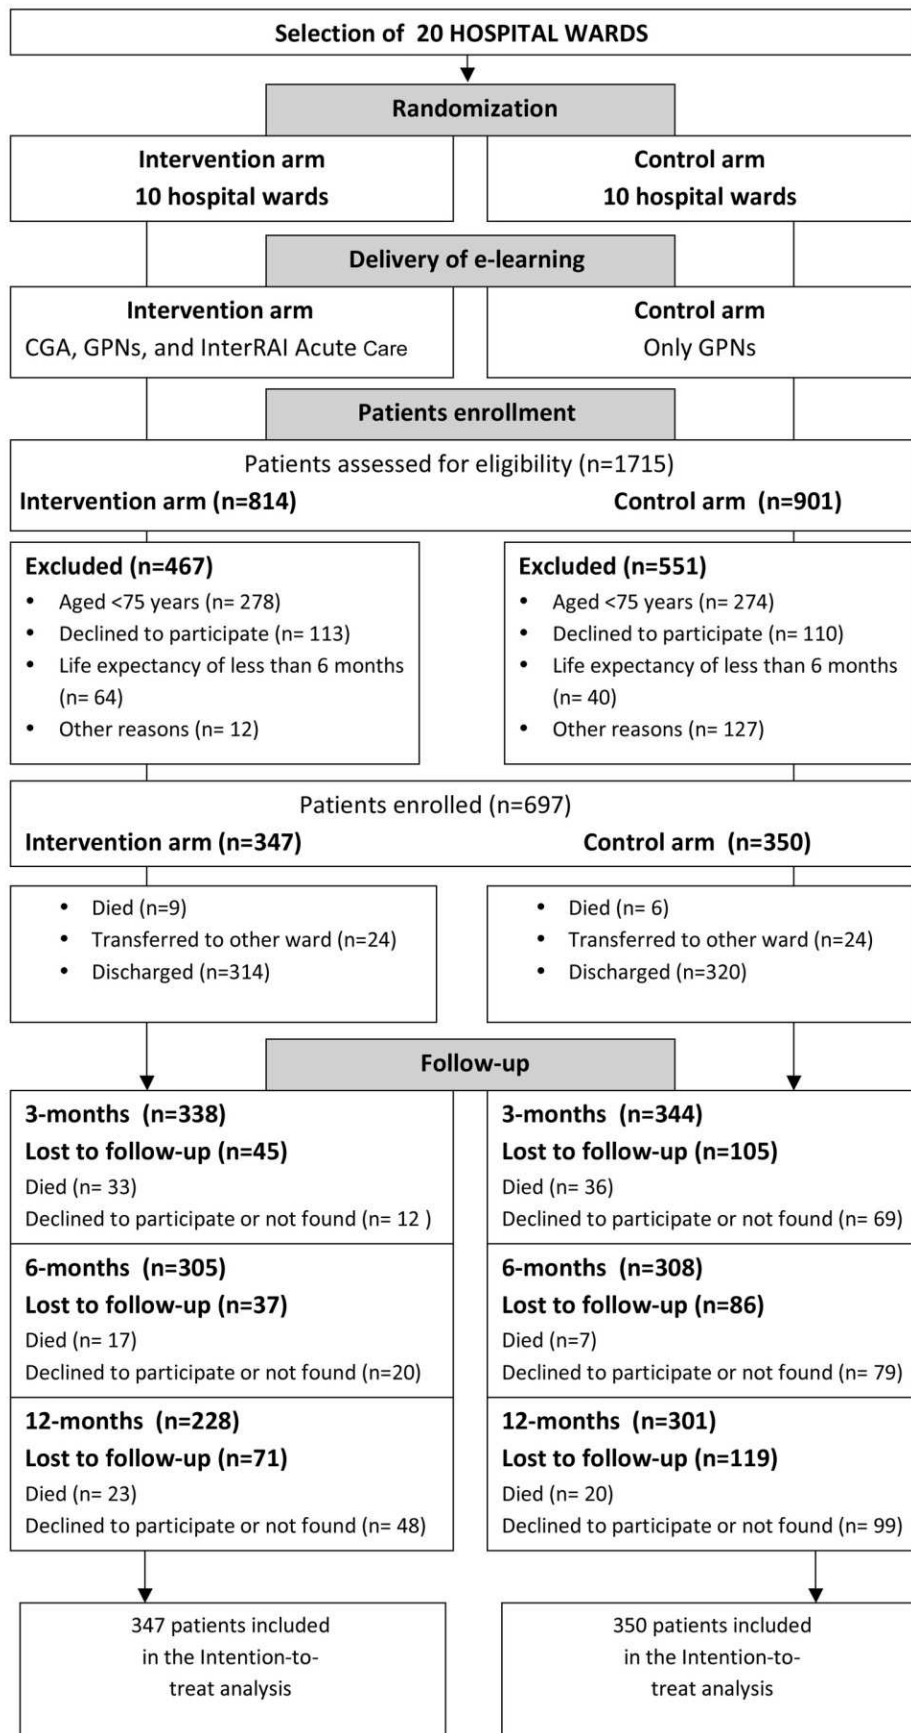 Selection of 20 HOSPITAL WARDS
Randomization
Intervention arm
10 hospital wards
Control arm
10 hospital wards
Delivery of e-learning
Intervention arm
CGA, GPNs, and InterRAI Acute Care
Control arm
Only GPNs
Patients enrollment
Patients assessed for eligibility (n=1715)
Intervention arm (n=814) Control arm (n=901)
Excluded (n=467)
• Aged <75 years (n= 278)
• Declined to participate (n= 113)
• Life expectancy of less than 6 months
(n= 64)
• Other reasons (n= 12)
Excluded (n=551)
• Aged <75 years (n= 274)
• Declined to participate (n= 110)
• Life expectancy of less than 6 months
(n= 40)
• Other reasons (n= 127)
Patients enrolled (n=697)
Intervention arm (n=347) Control arm (n=350)
• Died (n=9)
• Transferred to other ward (n=24)
• Discharged (n=314)
• Died (n= 6)
• Transferred to other ward (n=24)
• Discharged (n=320)
Follow-up
3-months (n=338)
Lost to follow-up (n=45)
Died (n= 33)
Declined to participate or not found (n= 12 )
6-months (n=305)
Lost to follow-up (n=37)
Died (n= 17)
Declined to participate or not found (n=20)
12-months (n=228)
Lost to follow-up (n=71)
Died (n= 23)
Declined to participate or not found (n= 48)
3-months (n=344)
Lost to follow-up (n=105)
Died (n= 36)
Declined to participate or not found (n= 69)
6-months (n=308)
Lost to follow-up (n=86)
Died (n=7)
Declined to participate or not found (n= 79)
12-months (n=301)
Lost to follow-up (n=119)
Died (n= 20)
Declined to participate or not found (n= 99)
347 patients included
in the Intention-to-
treat analysis
350 patients included
in the Intention-to-
treat analysis